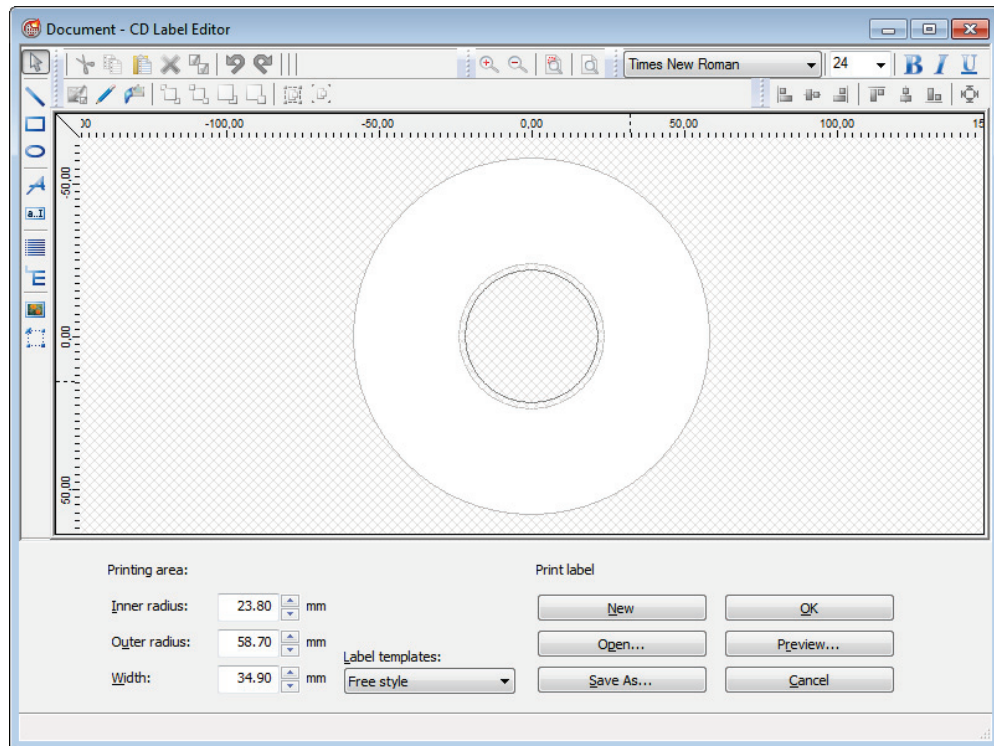 Document - CD Label Editor
Times New Roman 24 B I U
00 -100,00 -50,00 0,00 50,00 100,00 15
A
a..I
E
-50,00
0,00
50,00
Printing area: Print label
Inner radius: 23.80 mm New OK
Outer radius: 58.70 mm Open... Preview...
Label templates:
Width: 34.90 mm Free style Save As... Cancel